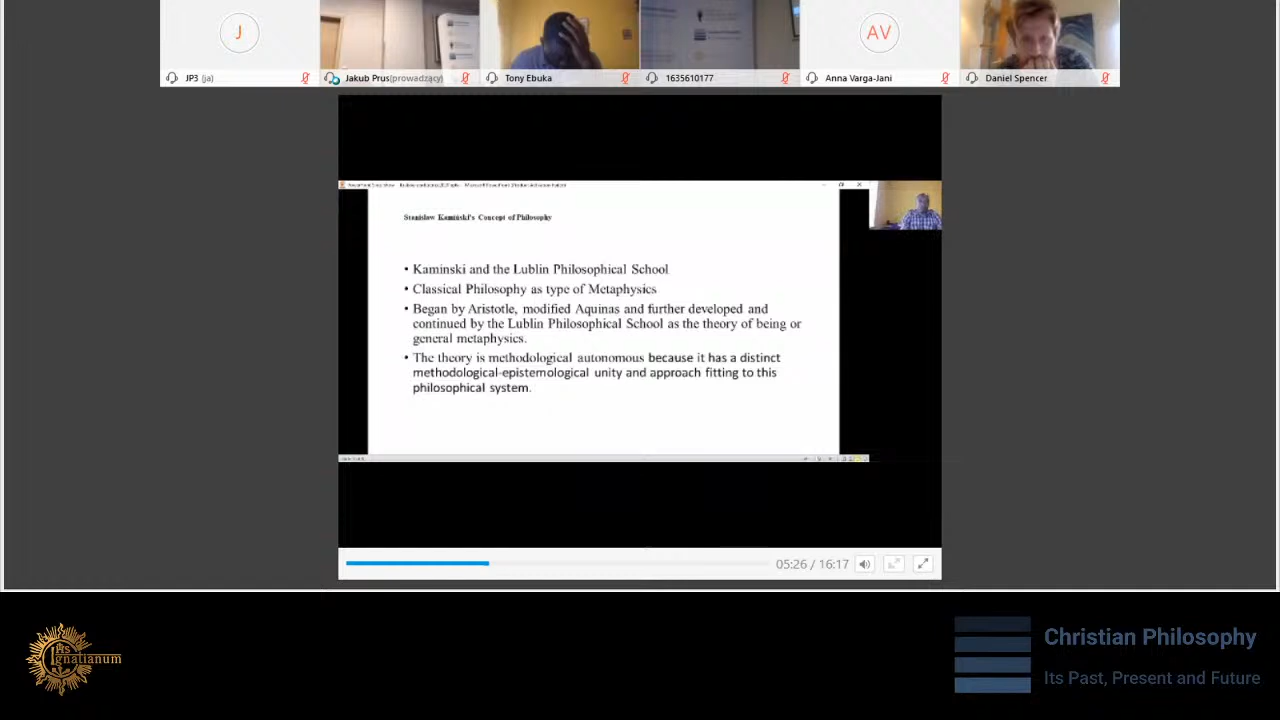 J
AV
JP3 (ja)
Jakub Prus(prowadzący)
Tony Ebuka
1635610177
Anna Varga-Jani
Daniel Spencer
Stanisław Kamiński's Concept of Philosophy
• Kaminski and the Lublin Philosophical School
• Classical Philosophy as type of Metaphysics
• Began by Aristotle, modified Aquinas and further developed and
continued by the Lublin Philosophical School as the theory of being or
general metaphysics.
• The theory is methodological autonomous because it has a distinct
methodological-epistemological unity and approach fitting to this
philosophical system.
05:26 / 16:17
Ignatianum
Christian Philosophy
Its Past, Present and Future